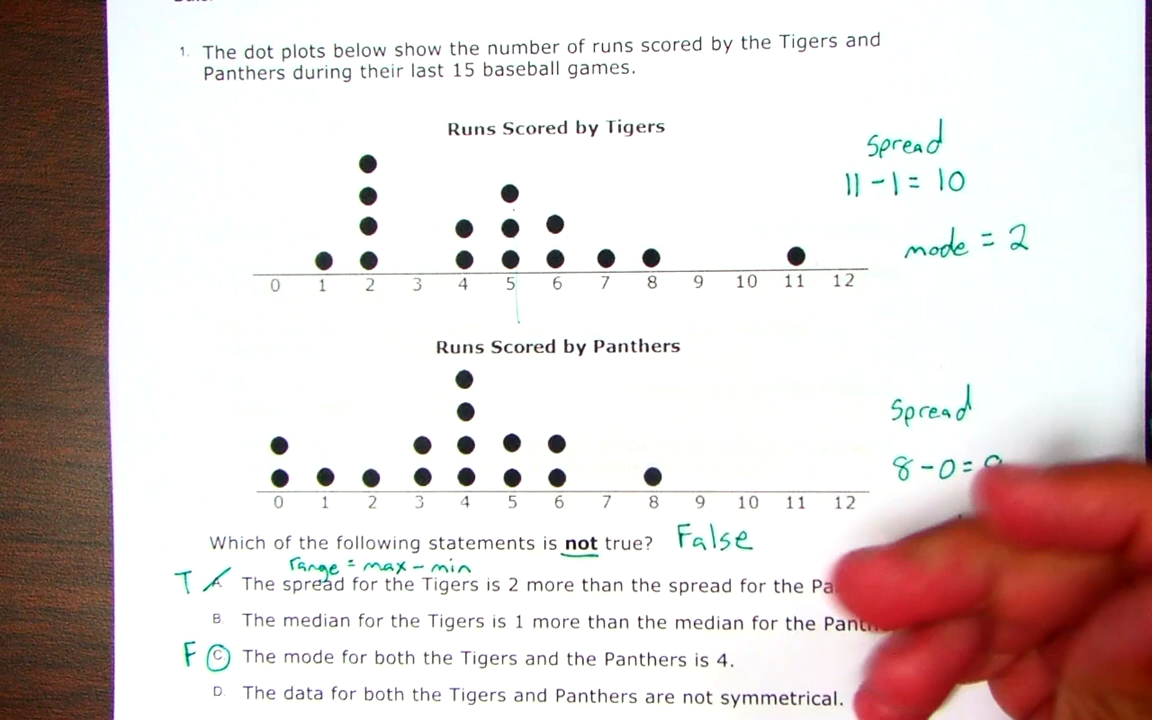 1. The dot plots below show the number of runs scored by the Tigers and
Panthers during their last 15 baseball games.
Runs Scored by Tigers
0 1 2 3 4 5 6 7 8 9 10 11 12
Spread
11 - 1 = 10
mode = 2
Runs Scored by Panthers
0 1 2 3 4 5 6 7 8 9 10 11 12
Spread
8 - 0 =
Which of the following statements is not true? False
range = max - min
T A The spread for the Tigers is 2 more than the spread for the
B. The median for the Tigers is 1 more than the median for the
F C The mode for both the Tigers and the Panthers is 4.
D. The data for both the Tigers and Panthers are not symmetrical.